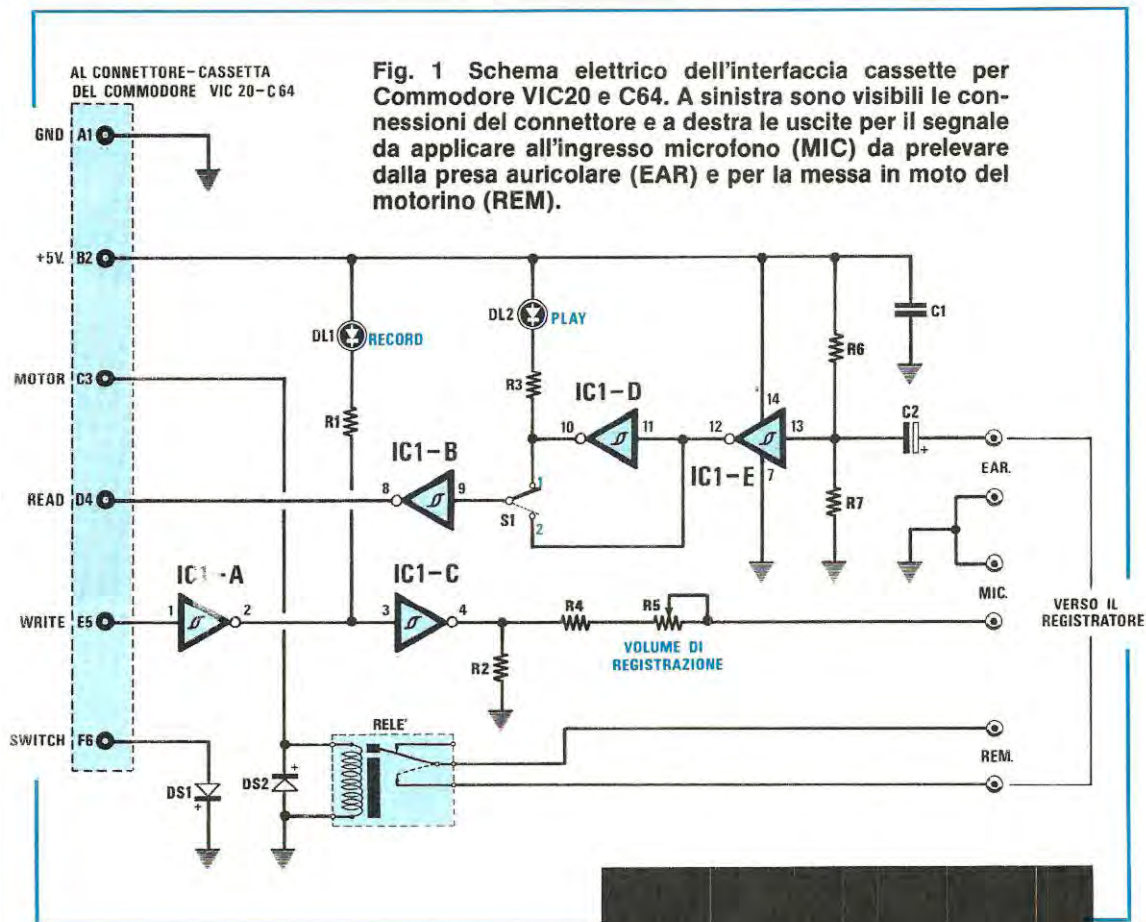 AL CONNETTORE-CASSETTA
DEL COMMODORE VIC 20-C64
Fig. 1 Schema elettrico dell'interfaccia cassette per
Commodore VIC20 e C64. A sinistra sono visibili le con-
nessioni del connettore e a destra le uscite per il segnale
da applicare all'ingresso microfono (MIC) da prelevare
dalla presa auricolare (EAR) e per la messa in moto del
motorino (REM).
GND A1
+5V. B2
C1
DL1 RECORD
DL2 PLAY
R6
MOTOR C3
R3
IC1-D
14
C2
+
R1
10
11
12
13
IC1-B
IC1-E
7
EAR.
READ D4
8
9
1
S1
2
R7
IC1-A
IC1-C
MIC.
VERSO IL
REGISTRATORE
WRITE E5
1
2
3
4
R4
R5
VOLUME DI
REGISTRAZIONE
R2
SWITCH F6
RELE'
REM.
DS1
+
DS2
+